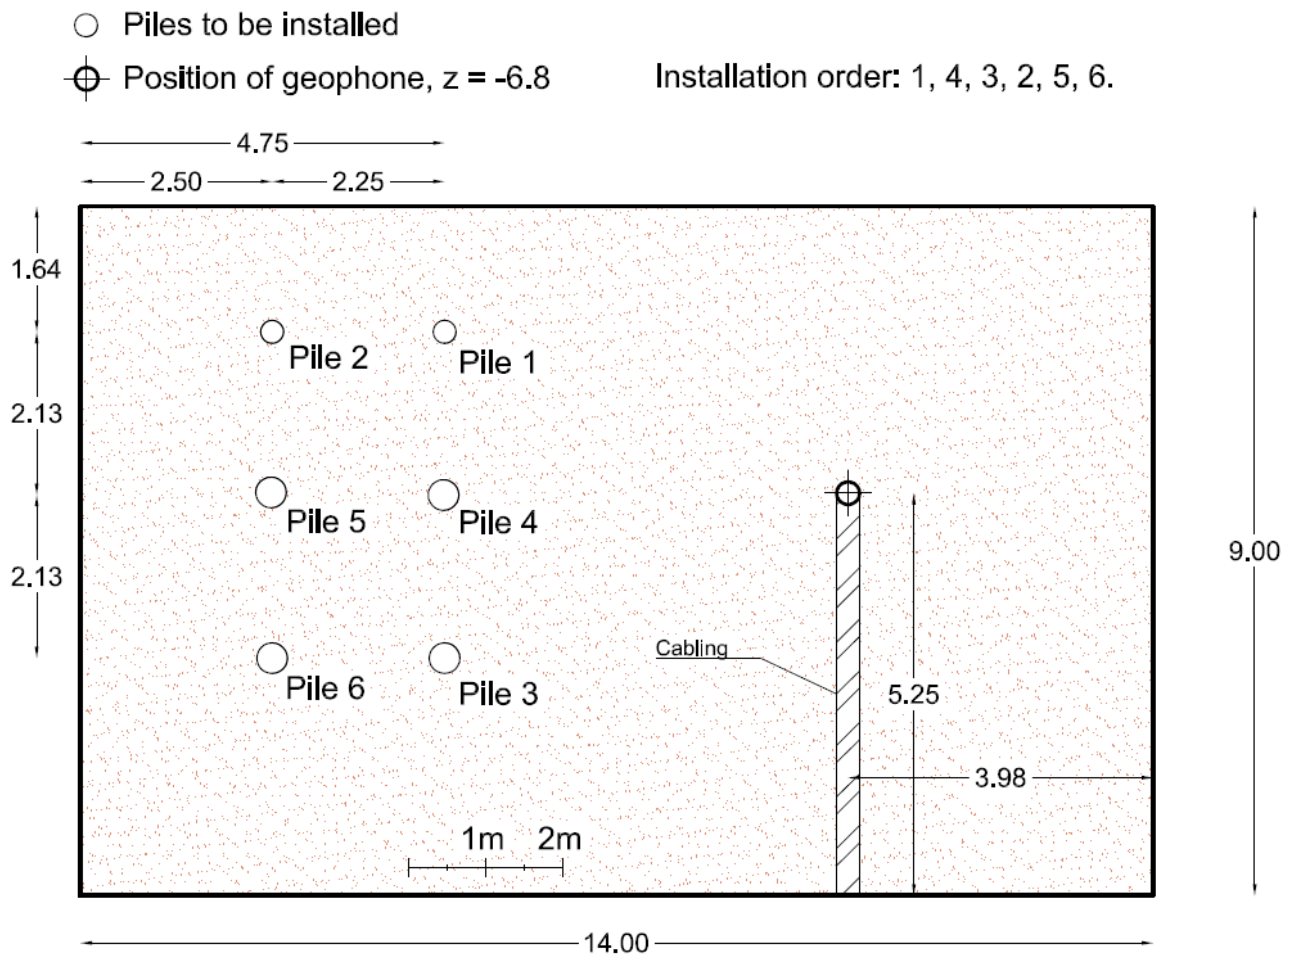 Piles to be installed
Position of geophone, z = -6.8
Installation order: 1, 4, 3, 2, 5, 6.
4.75
2.50
2.25
1.64
Pile 2
Pile 1
2.13
Pile 5
Pile 4
9.00
2.13
Cabling
Pile 6
Pile 3
5.25
3.98
1m
2m
14.00